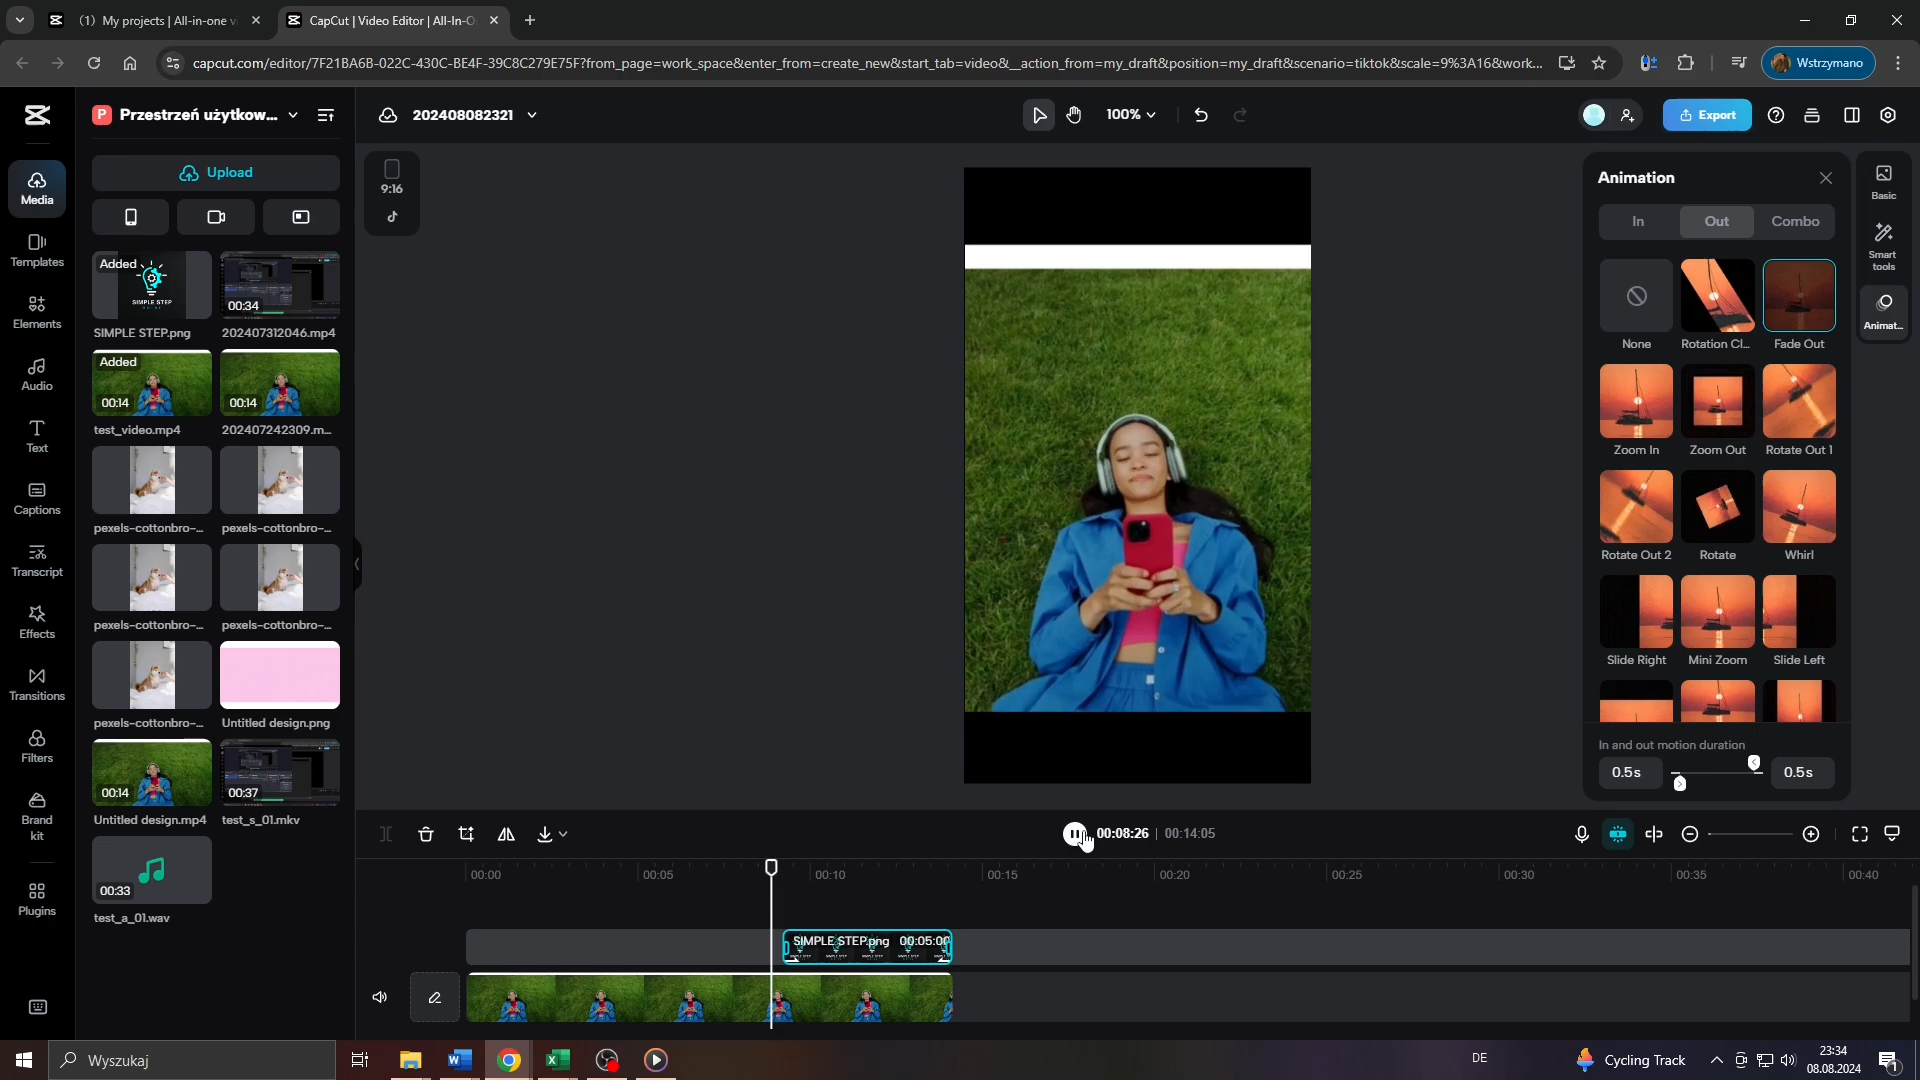 (1) My projects | All-in-one v
CapCut | Video Editor | All-In-O
capcut.com/editor/7F21BA6B-022C-430C-BE4F-39C8C279E75F?from_page=work_space&enter_from=create_new&start_tab=video&__action_from=my_draft&position=my_draft&scenario=tiktok&scale=9%3A16&work...
Wstrzymano
P Przestrzeń użytkow...
202408082321
100%
Export
Upload
9:16
Media
Templates
Elements
Audio
Text
Captions
Transcript
Effects
Transitions
Filters
Brand
kit
Plugins
Added
SIMPLE STEP
00:34
SIMPLE STEP.png
202407312046.mp4
Added
00:14
00:14
test_video.mp4
202407242309.m...
pexels-cottonbro-...
pexels-cottonbro-...
pexels-cottonbro-...
pexels-cottonbro-...
pexels-cottonbro-...
Untitled design.png
00:14
00:37
Untitled design.mp4
test_s_01.mkv
00:33
test_a_01.wav
Animation
In
Out
Combo
None
Rotation Cl...
Fade Out
Zoom In
Zoom Out
Rotate Out 1
Rotate Out 2
Rotate
Whirl
Slide Right
Mini Zoom
Slide Left
In and out motion duration
0.5s
0.5s
Basic
Smart
tools
Animat...
00:08:26 | 00:14:05
00:00
00:05
00:10
00:15
00:20
00:25
00:30
00:35
00:40
SIMPLE STEP.png 00:05:00
Wyszukaj
DE
Cycling Track
23:34
08.08.2024
1